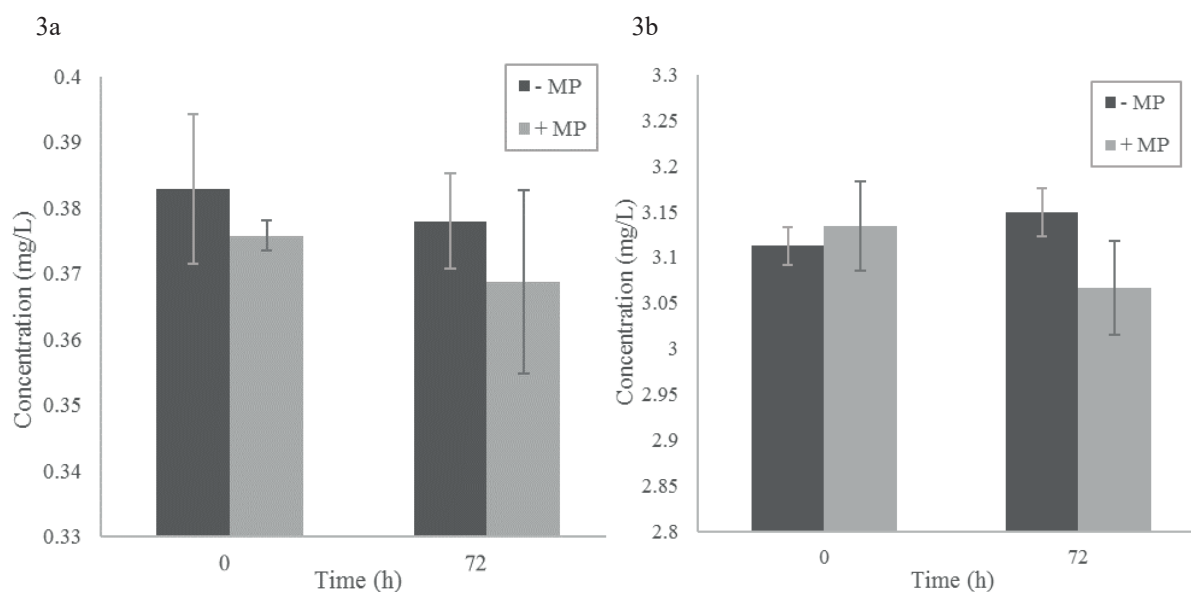 3a
- MP
+ MP
0.4
0.39
0.38
0.37
0.36
0.35
0.34
0.33
Concentration (mg/L)
0
72
Time (h)
3b
- MP
+ MP
3.3
3.25
3.2
3.15
3.1
3.05
3
2.95
2.9
2.85
2.8
Concentration (mg/L)
0
72
Time (h)